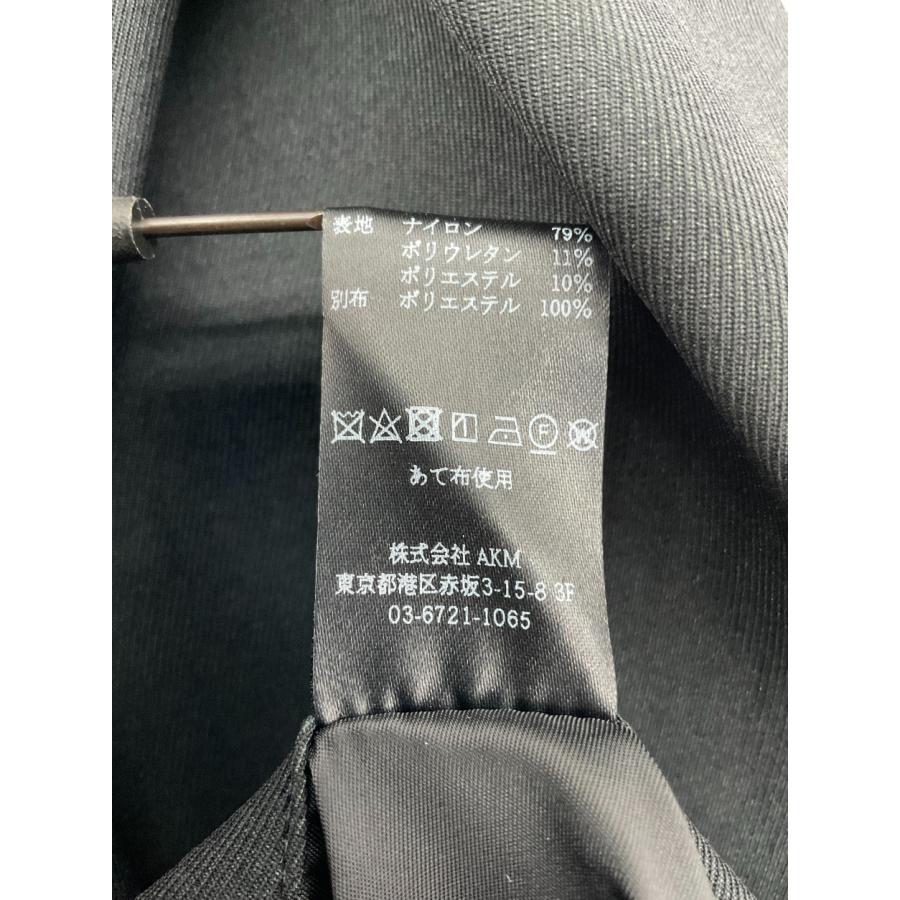 表地 ナイロン 79%
ポリウレタン 11%
ポリエステル 10%
別布 ポリエステル 100%
F W
あて布使用
株式会社 AKM
東京都港区赤坂3-15-8 3F
03-6721-1065